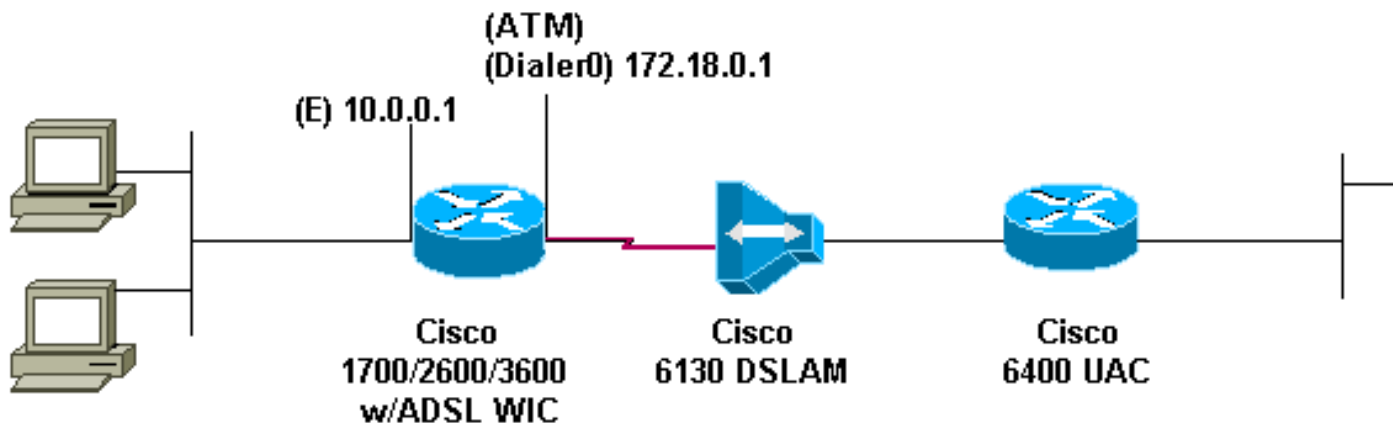 (ATM)
(Dialer0) 172.18.0.1
(E) 10.0.0.1
Cisco
1700/2600/3600
w/ADSL WIC
Cisco
6130 DSLAM
Cisco
6400 UAC